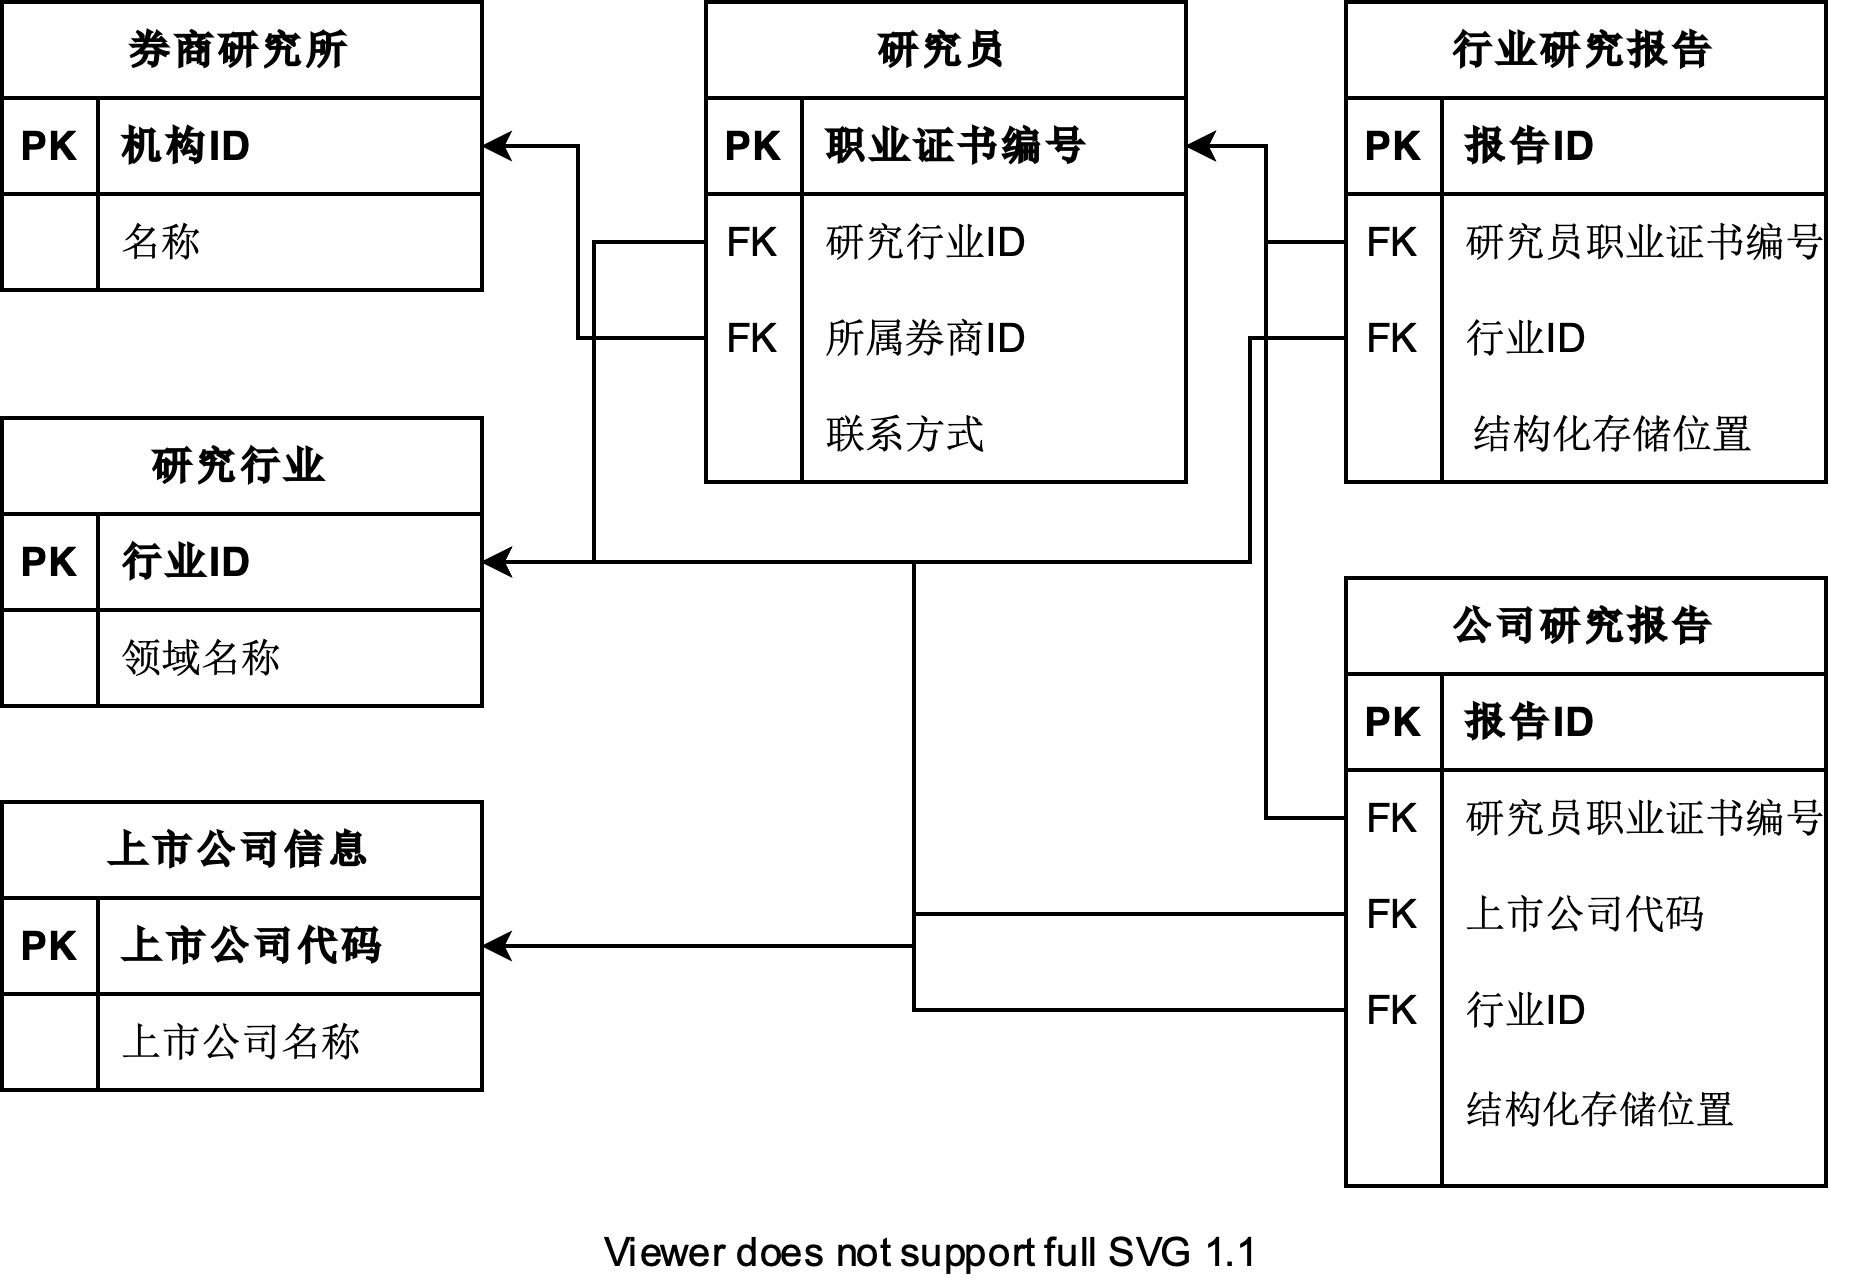 券商研究所
PK 机构ID
名称
研究行业
PK 行业ID
领域名称
上市公司信息
PK 上市公司代码
上市公司名称
研究员
PK 职业证书编号
FK 研究行业ID
FK 所属券商ID
联系方式
行业研究报告
PK 报告ID
FK 研究员职业证书编号
FK 行业ID
结构化存储位置
公司研究报告
PK 报告ID
FK 研究员职业证书编号
FK 上市公司代码
FK 行业ID
结构化存储位置
Viewer does not support full SVG 1.1